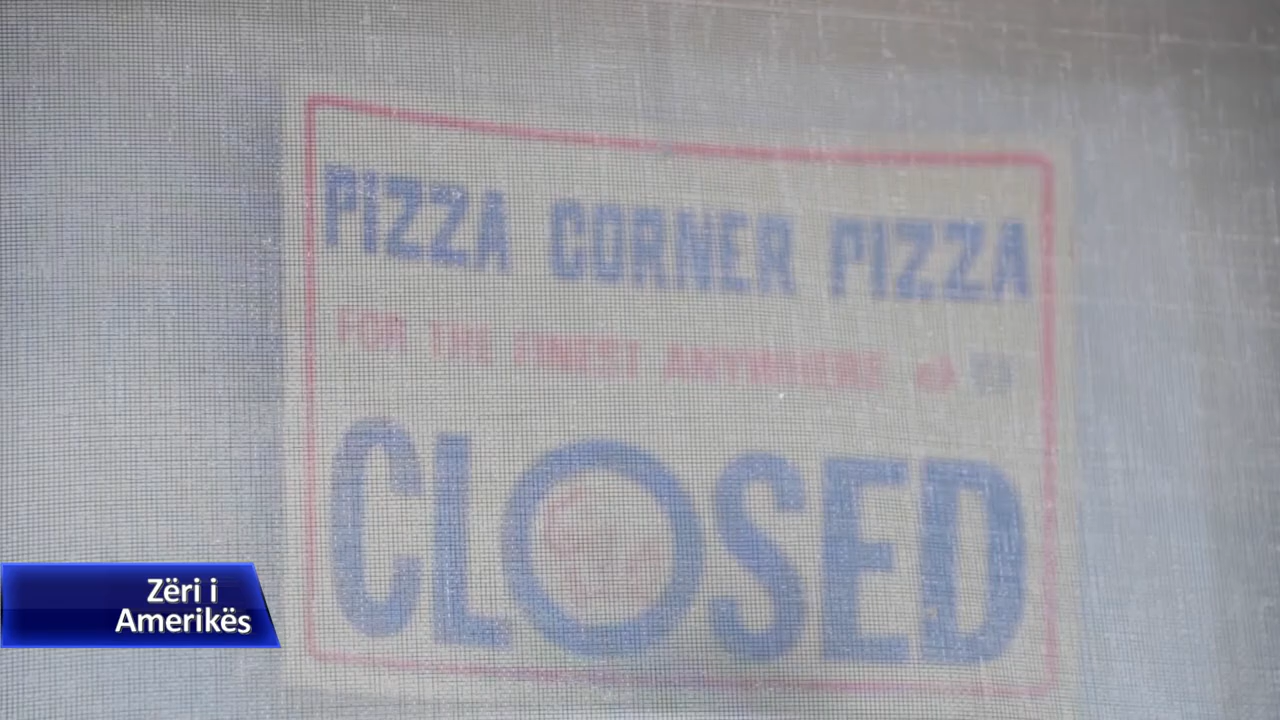 PIZZA CORNER PIZZA
FOR THE FINEST ANYWHERE
CLOSED
Zëri i
Amerikës